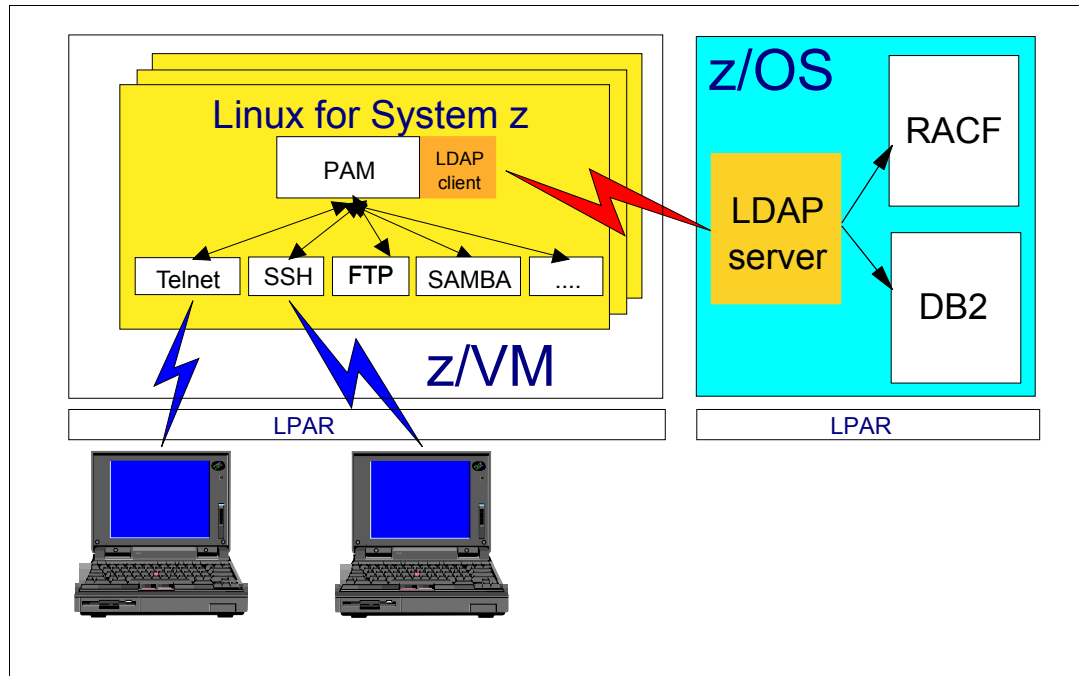 Linux for System z
PAM
LDAP
client
Telnet
SSH
FTP
SAMBA
....
z/VM
LPAR
z/OS
RACF
LDAP
server
DB2
LPAR